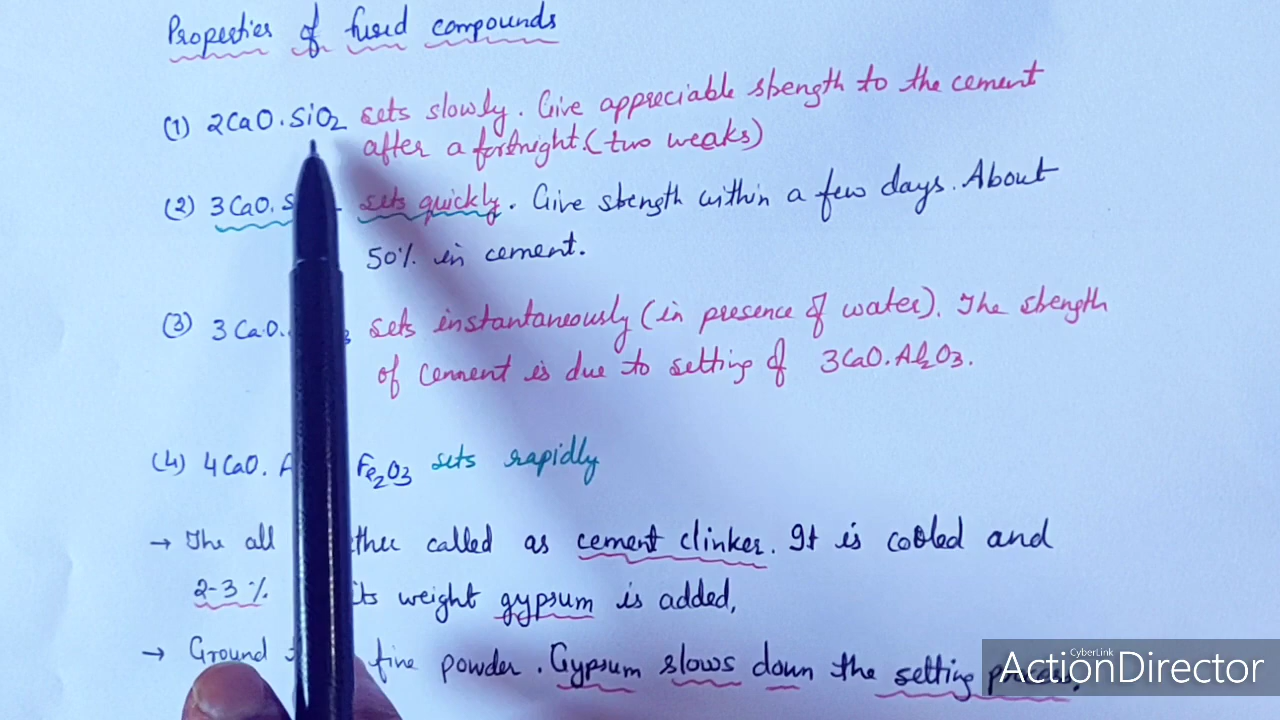 Properties of fused compounds
(1) 2CaO.SiO2 sets slowly. Give appreciable strength to the cement
after a fortnight.(two weaks)
(2) 3CaO.S sets quickly. Give strength within a few days. About
50% in cement.
(3) 3CaO. sets instantaneously (in presence of water). The strength
of cement is due to setting of 3CaO.Al2O3.
(4) 4CaO. A Fe2O3 sets rapidly
→ The all called as cement clinker. It is cooled and
2-3 % its weight gypsum is added,
→ Ground fine powder. Gypsum slows down the setting process.
CyberLink
ActionDirector